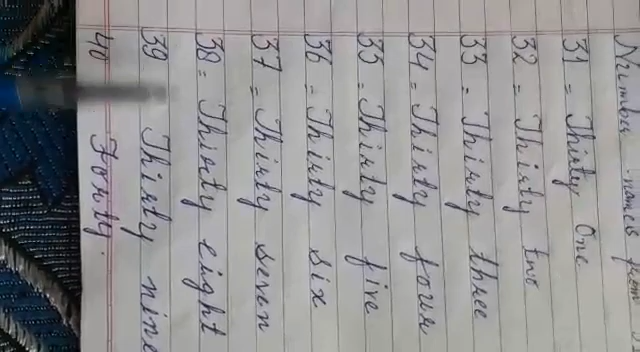 Number names from
31 = Thirty One
32 = Thirty two
33 = Thirty three
34 = Thirty four
35 = Thirty five
36 = Thirty six
37 = Thirty seven
38 = Thirty eight
39 Thirty nine
40 Forty.